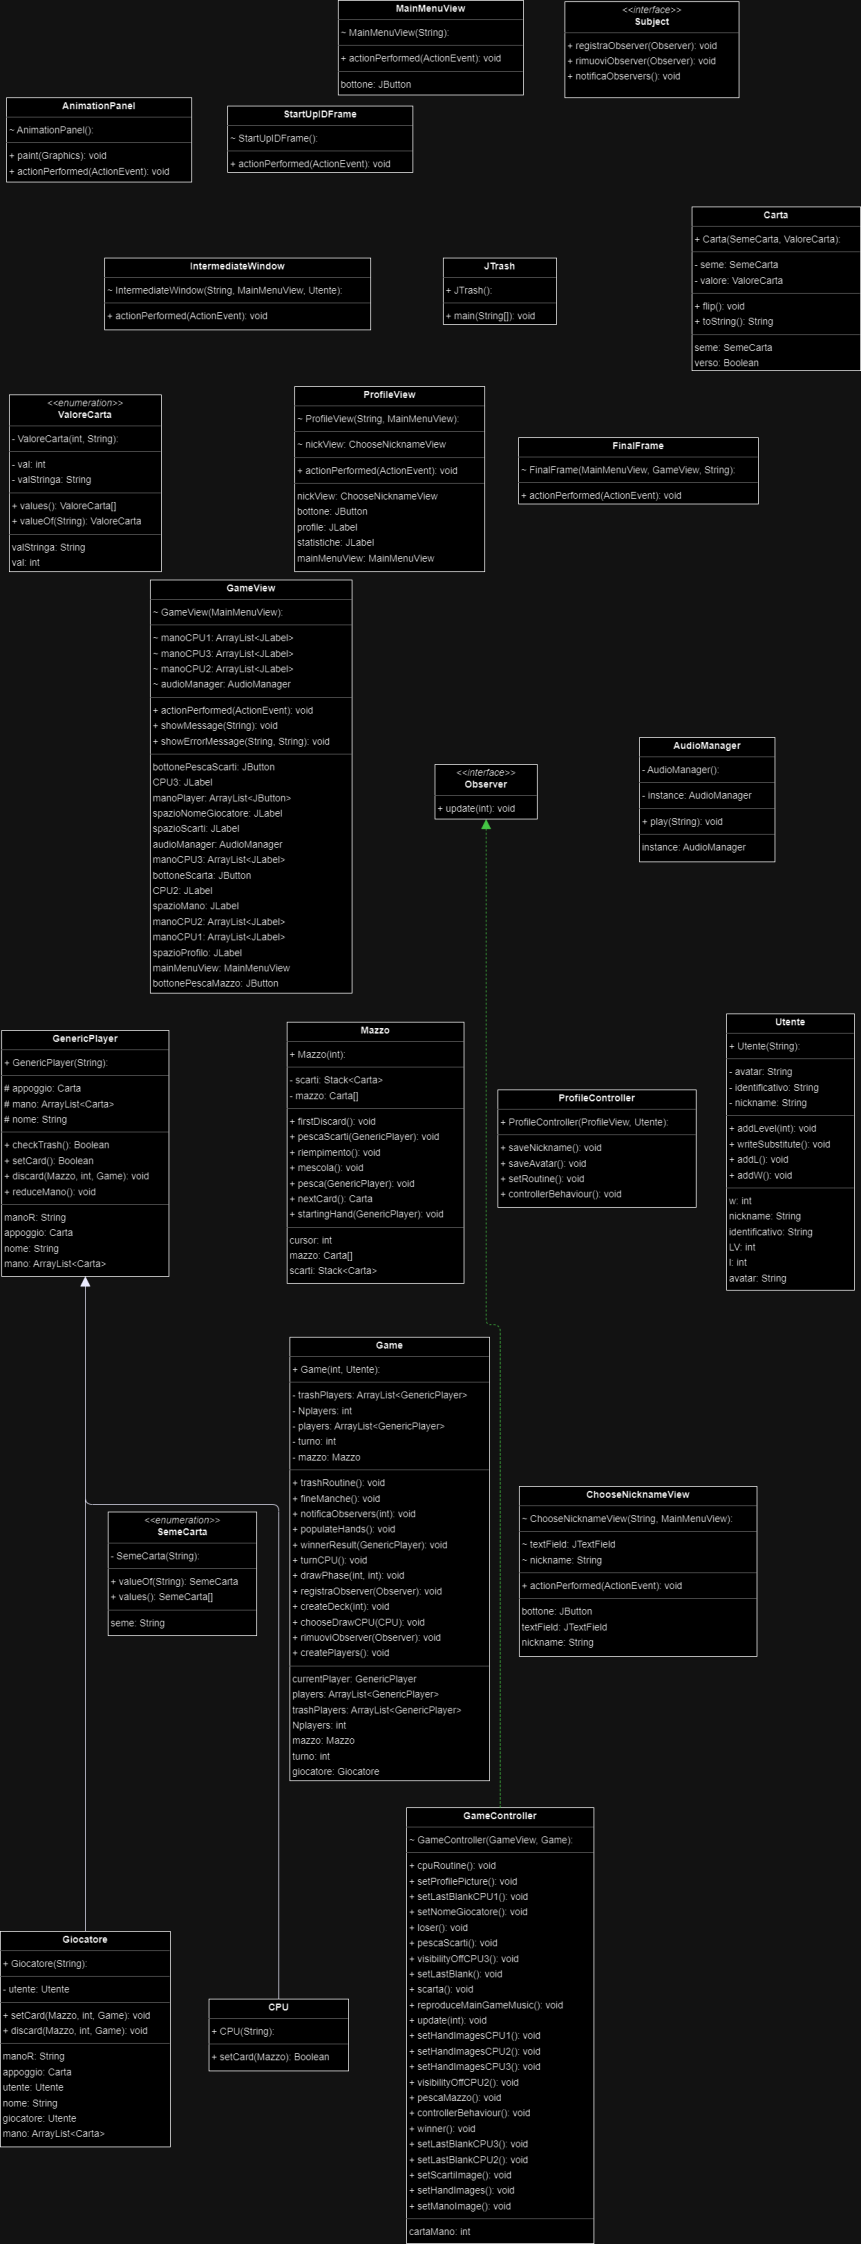 MainMenuView
~ MainMenuView(String):
+ actionPerformed(ActionEvent): void
bottone: JButton
<<interface>>
Subject
+ registraObserver(Observer): void
+ rimuoviObserver(Observer): void
+ notificaObservers(): void
AnimationPanel
~ AnimationPanel():
+ paint(Graphics): void
+ actionPerformed(ActionEvent): void
StartUpIDFrame
~ StartUpIDFrame():
+ actionPerformed(ActionEvent): void
Carta
+ Carta(SemeCarta, ValoreCarta):
- seme: SemeCarta
- valore: ValoreCarta
+ flip(): void
+ toString(): String
seme: SemeCarta
verso: Boolean
IntermediateWindow
~ IntermediateWindow(String, MainMenuView, Utente):
+ actionPerformed(ActionEvent): void
JTrash
+ JTrash():
+ main(String[]): void
<<enumeration>>
ValoreCarta
- ValoreCarta(int, String):
- val: int
- valStringa: String
+ values(): ValoreCarta[]
+ valueOf(String): ValoreCarta
valStringa: String
val: int
ProfileView
~ ProfileView(String, MainMenuView):
~ nickView: ChooseNicknameView
+ actionPerformed(ActionEvent): void
nickView: ChooseNicknameView
bottone: JButton
profile: JLabel
statistiche: JLabel
mainMenuView: MainMenuView
FinalFrame
~ FinalFrame(MainMenuView, GameView, String):
+ actionPerformed(ActionEvent): void
GameView
~ GameView(MainMenuView):
~ manoCPU1: ArrayList<JLabel>
~ manoCPU3: ArrayList<JLabel>
~ manoCPU2: ArrayList<JLabel>
~ audioManager: AudioManager
+ actionPerformed(ActionEvent): void
+ showMessage(String): void
+ showErrorMessage(String, String): void
bottonePescaScarti: JButton
CPU3: JLabel
manoPlayer: ArrayList<JButton>
spazioNomeGiocatore: JLabel
spazioScarti: JLabel
audioManager: AudioManager
manoCPU3: ArrayList<JLabel>
bottoneScarta: JButton
CPU2: JLabel
spazioMano: JLabel
manoCPU2: ArrayList<JLabel>
manoCPU1: ArrayList<JLabel>
spazioProfilo: JLabel
mainMenuView: MainMenuView
bottonePescaMazzo: JButton
<<interface>>
Observer
+ update(int): void
AudioManager
- AudioManager():
- instance: AudioManager
+ play(String): void
instance: AudioManager
GenericPlayer
+ GenericPlayer(String):
# appoggio: Carta
# mano: ArrayList<Carta>
# nome: String
+ checkTrash(): Boolean
+ setCard(): Boolean
+ discard(Mazzo, int, Game): void
+ reduceMano(): void
manoR: String
appoggio: Carta
nome: String
mano: ArrayList<Carta>
Mazzo
+ Mazzo(int):
- scarti: Stack<Carta>
- mazzo: Carta[]
+ firstDiscard(): void
+ pescaScarti(GenericPlayer): void
+ riempimento(): void
+ mescola(): void
+ pesca(GenericPlayer): void
+ nextCard(): Carta
+ startingHand(GenericPlayer): void
cursor: int
mazzo: Carta[]
scarti: Stack<Carta>
ProfileController
+ ProfileController(ProfileView, Utente):
+ saveNickname(): void
+ saveAvatar(): void
+ setRoutine(): void
+ controllerBehaviour(): void
Utente
+ Utente(String):
- avatar: String
- identificativo: String
- nickname: String
+ addLevel(int): void
+ writeSubstitute(): void
+ addL(): void
+ addW(): void
w: int
nickname: String
identificativo: String
LV: int
l: int
avatar: String
Game
+ Game(int, Utente):
- trashPlayers: ArrayList<GenericPlayer>
- Nplayers: int
- players: ArrayList<GenericPlayer>
- turno: int
- mazzo: Mazzo
+ trashRoutine(): void
+ fineManche(): void
+ notificaObservers(int): void
+ populateHands(): void
+ winnerResult(GenericPlayer): void
+ turnCPU(): void
+ drawPhase(int, int): void
+ registraObserver(Observer): void
+ createDeck(int): void
+ chooseDrawCPU(CPU): void
+ rimuoviObserver(Observer): void
+ createPlayers(): void
currentPlayer: GenericPlayer
players: ArrayList<GenericPlayer>
trashPlayers: ArrayList<GenericPlayer>
Nplayers: int
mazzo: Mazzo
turno: int
giocatore: Giocatore
<<enumeration>>
SemeCarta
- SemeCarta(String):
+ valueOf(String): SemeCarta
+ values(): SemeCarta[]
seme: String
ChooseNicknameView
~ ChooseNicknameView(String, MainMenuView):
~ textField: JTextField
~ nickname: String
+ actionPerformed(ActionEvent): void
bottone: JButton
textField: JTextField
nickname: String
GameController
~ GameController(GameView, Game):
+ cpuRoutine(): void
+ setProfilePicture(): void
+ setLastBlankCPU1(): void
+ setNomeGiocatore(): void
+ loser(): void
+ pescaScarti(): void
+ visibilityOffCPU3(): void
+ setLastBlank(): void
+ scarta(): void
+ reproduceMainGameMusic(): void
+ update(int): void
+ setHandImagesCPU1(): void
+ setHandImagesCPU2(): void
+ setHandImagesCPU3(): void
+ visibilityOffCPU2(): void
+ pescaMazzo(): void
+ controllerBehaviour(): void
+ winner(): void
+ setLastBlankCPU3(): void
+ setLastBlankCPU2(): void
+ setScartiImage(): void
+ setHandImages(): void
+ setManoImage(): void
cartaMano: int
Giocatore
+ Giocatore(String):
- utente: Utente
+ setCard(Mazzo, int, Game): void
+ discard(Mazzo, int, Game): void
manoR: String
appoggio: Carta
utente: Utente
nome: String
giocatore: Utente
mano: ArrayList<Carta>
CPU
+ CPU(String):
+ setCard(Mazzo): Boolean